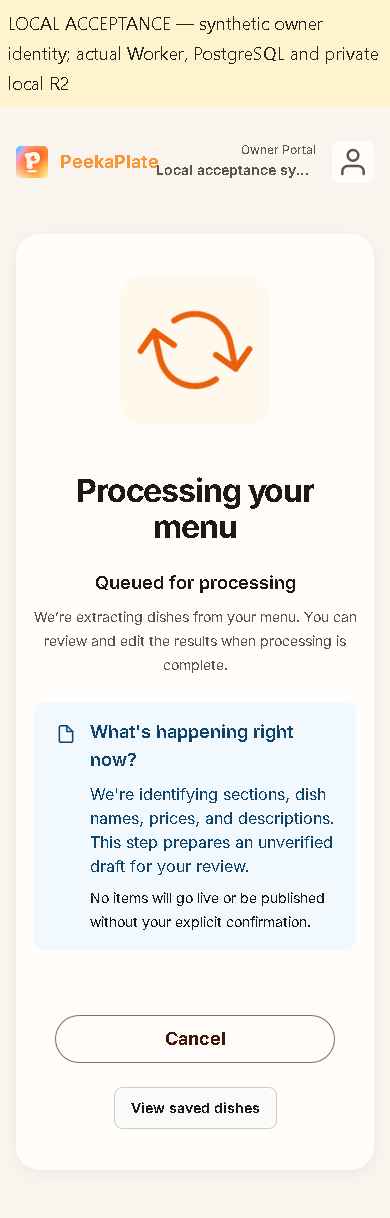 LOCAL ACCEPTANCE — synthetic owner
identity; actual Worker, PostgreSQL and private
local R2
PeekaPlate
Owner Portal
Local acceptance sy...
Processing your
menu
Queued for processing
We're extracting dishes from your menu. You can
review and edit the results when processing is
complete.
What's happening right
now?
We're identifying sections, dish
names, prices, and descriptions.
This step prepares an unverified
draft for your review.
No items will go live or be published
without your explicit confirmation.
Cancel
View saved dishes